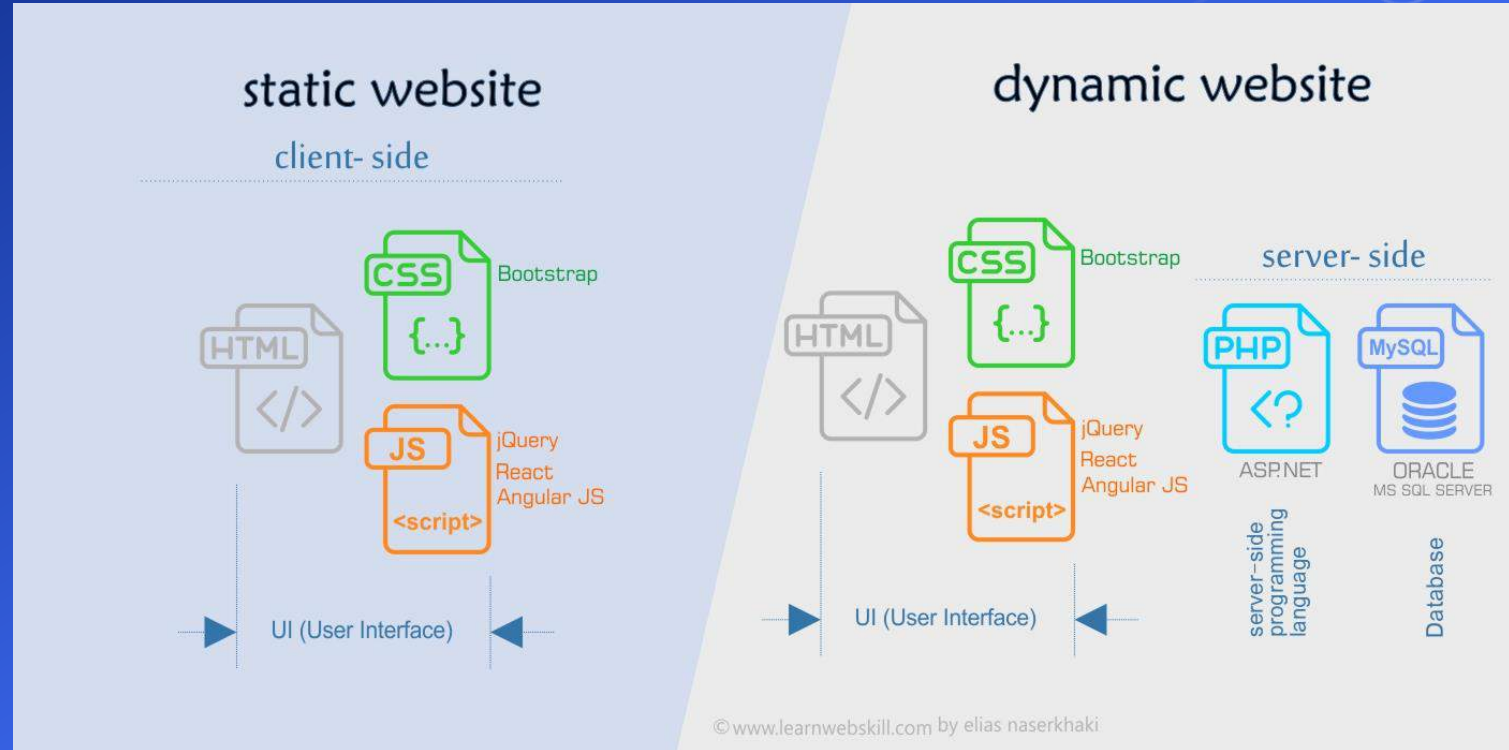 static website
client- side
HTML
</>
CSS
{...}
Bootstrap
JS
<script>
jQuery
React
Angular JS
UI (User Interface)
dynamic website
HTML
</>
CSS
{...}
Bootstrap
JS
<script>
jQuery
React
Angular JS
UI (User Interface)
server- side
PHP
<?
ASP.NET
server-side
programming
language
MySQL
ORACLE
MS SQL SERVER
Database
© www.learnwebskill.com by elias naserkhaki